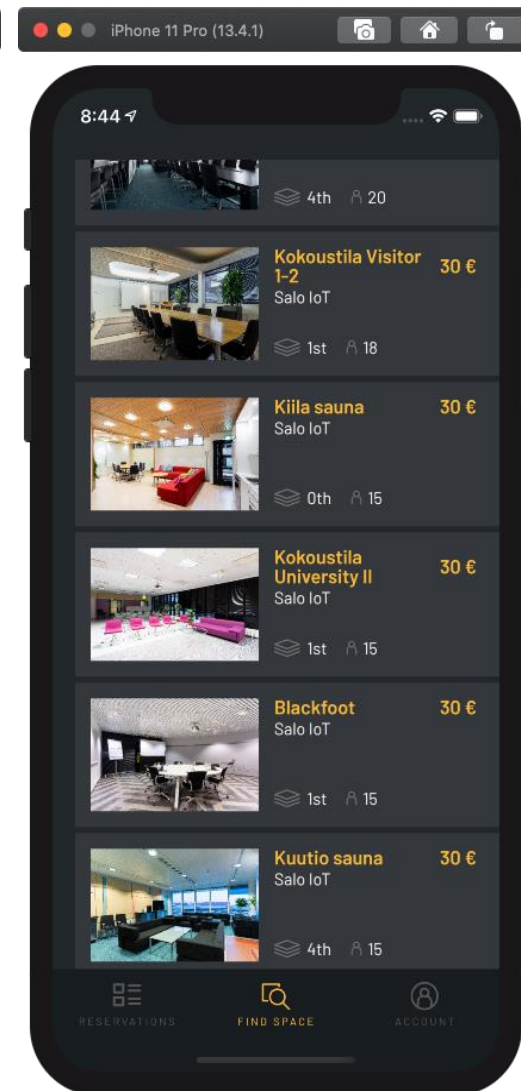 iPhone 11 Pro (13.4.1)
8:44
4th 20
Kokoustila Visitor
1-2
30 €
Salo IoT
1st 18
Kiila sauna 30 €
Salo IoT
0th 15
Kokoustila
University II
30 €
Salo IoT
1st 15
Blackfoot 30 €
Salo IoT
1st 15
Kuutio sauna 30 €
Salo IoT
4th 15
RESERVATIONS FIND SPACE ACCOUNT